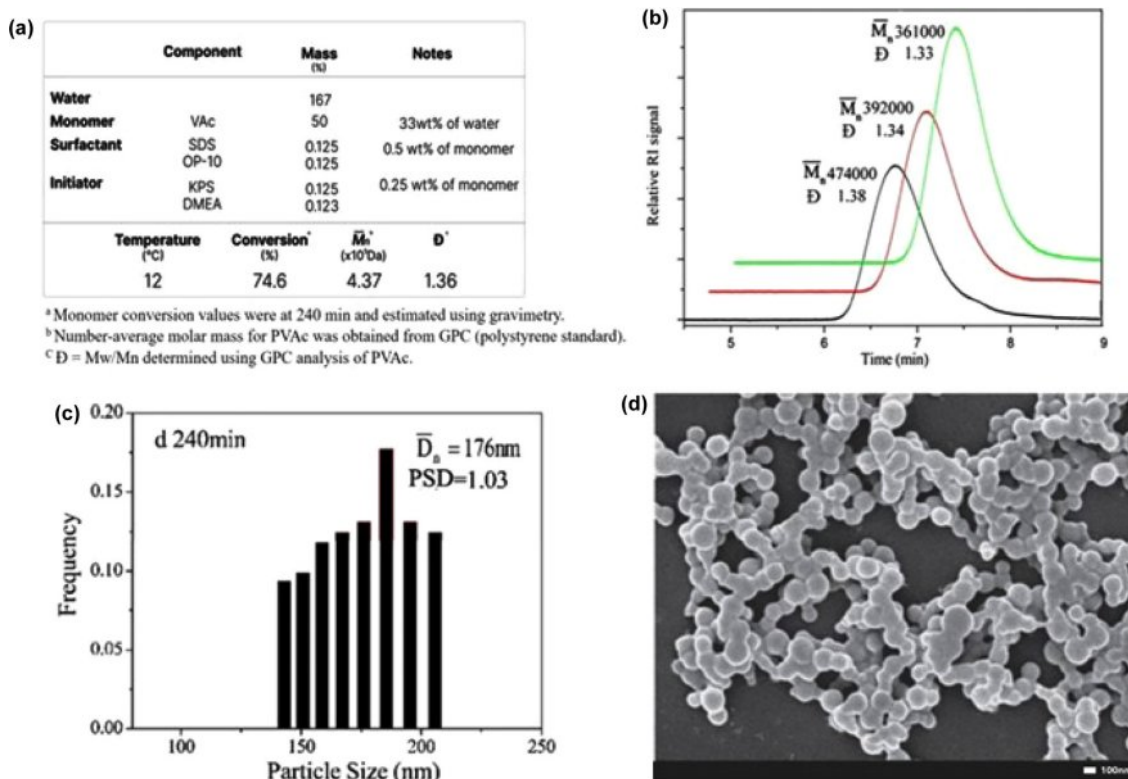 (a)
Component Mass Notes
(%)
Water 167
Monomer VAc 50 33wt% of water
Surfactant SDS 0.125 0.5 wt% of monomer
OP-10 0.125
Initiator KPS 0.125 0.25 wt% of monomer
DMEA 0.123
Temperature Conversion* M̅n* Đ*
(°C) (%) (x10⁵Da)
12 74.6 4.37 1.36
ᵃ Monomer conversion values were at 240 min and estimated using gravimetry.
ᵇ Number-average molar mass for PVAc was obtained from GPC (polystyrene standard).
ᶜ Đ = Mw/Mn determined using GPC analysis of PVAc.
(b)
M̅n 361000
Đ 1.33
M̅n 392000
Đ 1.34
M̅n 474000
Đ 1.38
Relative RI signal
5 6 7 8 9
Time (min)
(c)
d 240min
D̅n = 176nm
PSD=1.03
0.20
0.15
0.10
0.05
0.00
Frequency
100 150 200 250
Particle Size (nm)
(d)
100nm